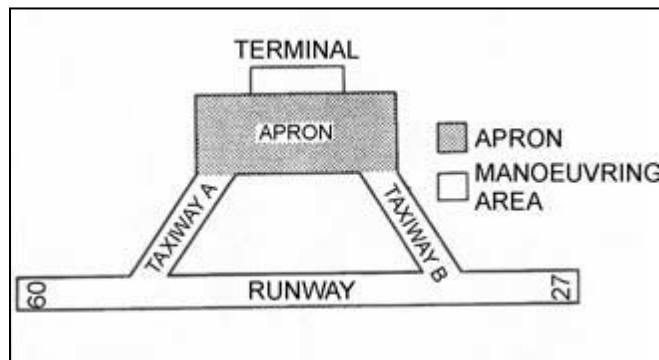 TERMINAL
APRON
APRON
MANOEUVRING
AREA
TAXIWAY A
TAXIWAY B
09
RUNWAY
27